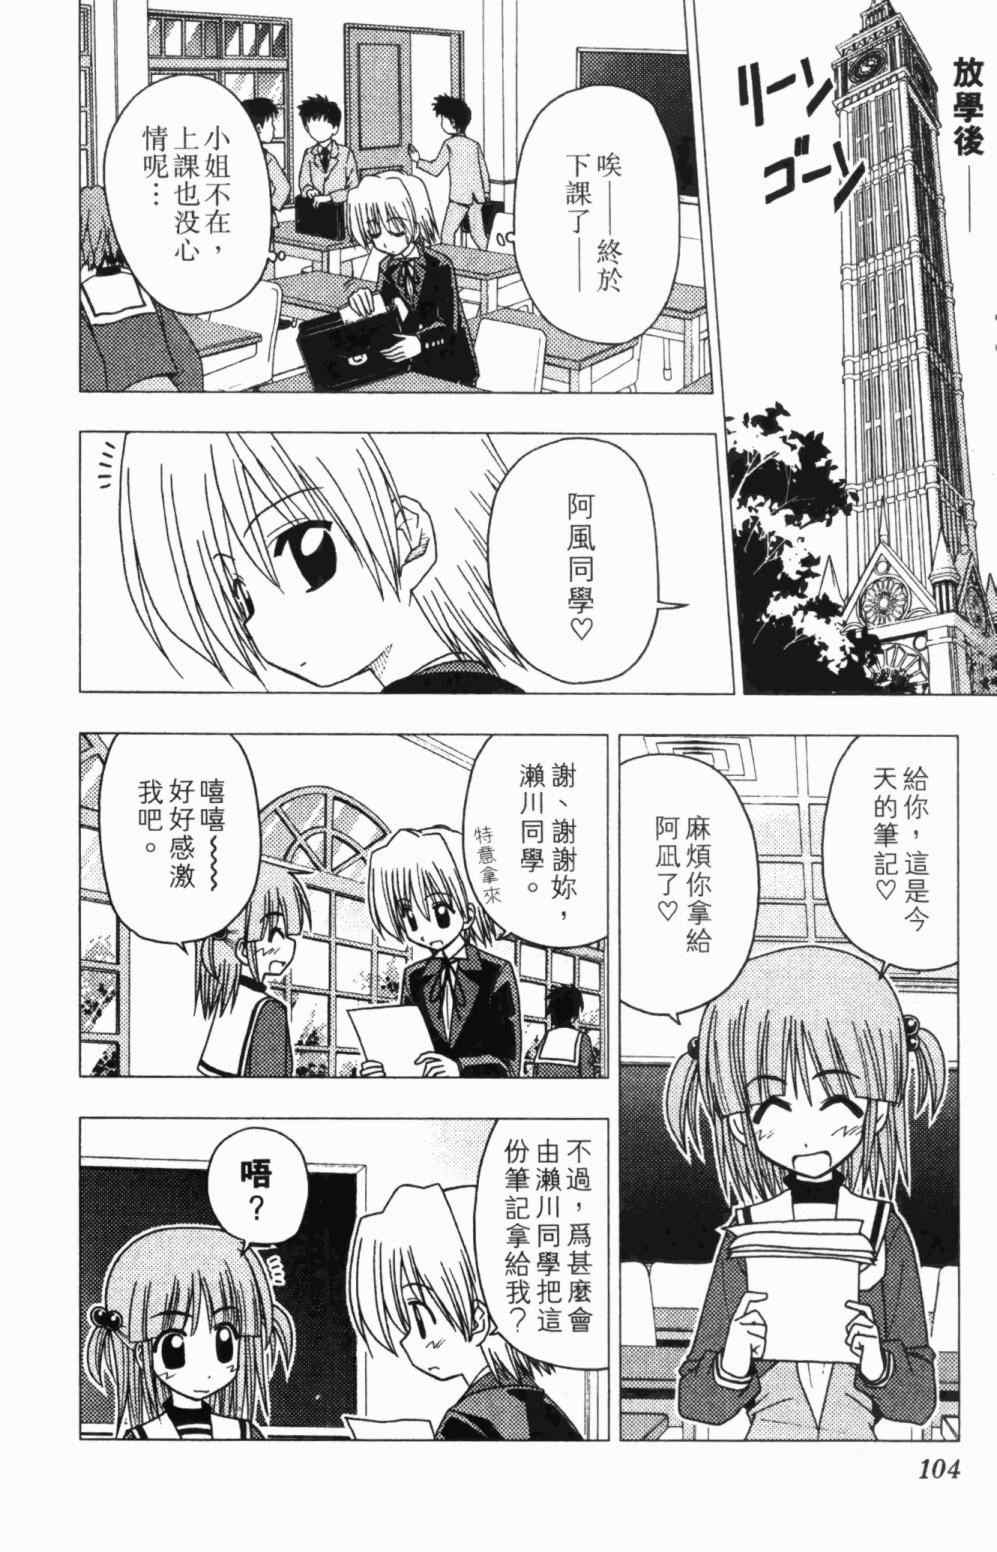 放學後——
リーン
ゴーン
唉——終於
下課了——
小姐不在，
上課也没心
情呢…
阿風同學♡
給你，這是今
天的筆記♡
麻煩你拿給
阿凪了♡
謝、謝謝妳，
瀨川同學。
特意拿來
嘻嘻～
好好感激
我吧。
不過，爲甚麼會
由瀨川同學把這
份筆記拿給我？
唔？
104